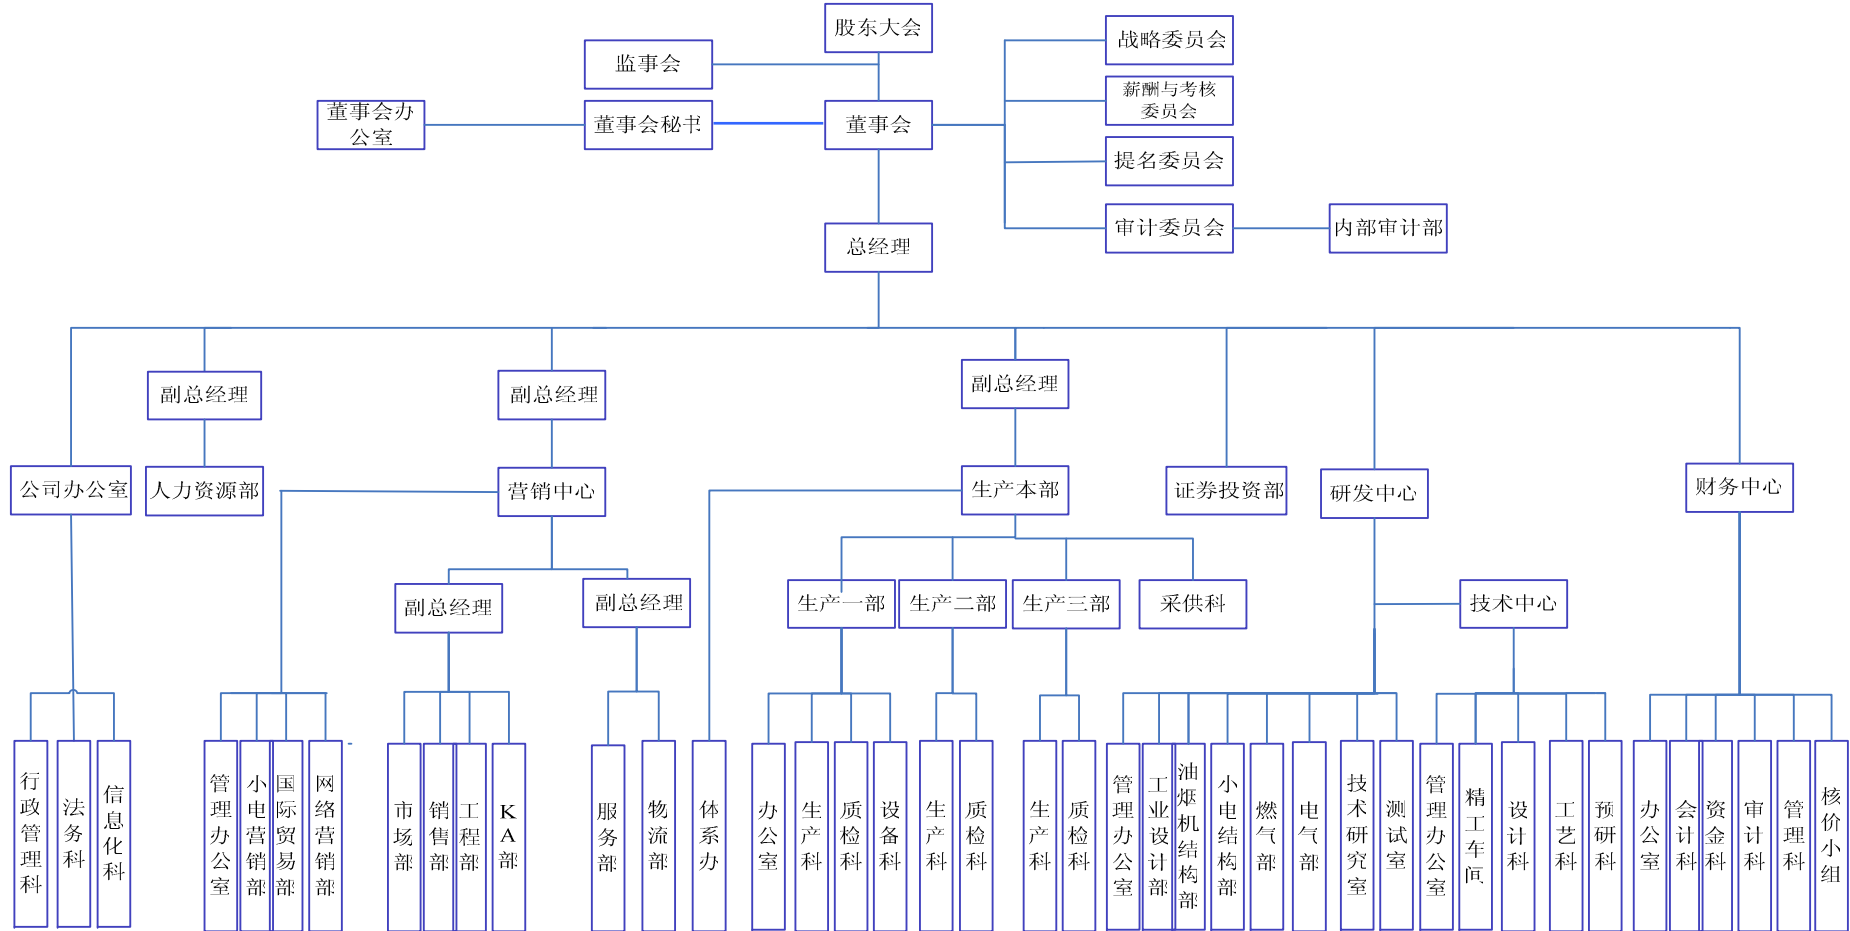 股东大会
监事会
战略委员会
薪酬与考核
委员会
董事会办
公室
董事会秘书
董事会
提名委员会
审计委员会
内部审计部
总经理
副总经理
副总经理
副总经理
公司办公室
人力资源部
营销中心
生产本部
证券投资部
研发中心
财务中心
副总经理
副总经理
生产一部
生产二部
生产三部
采供科
技术中心
行政管理科
法务科
信息化科
管理办公室
小电营销部
国际贸易部
网络营销部
市场部
销售部
工程部
KA部
服务部
物流部
体系办
办公室
生产科
质检科
设备科
生产科
质检科
生产科
质检科
管理办公室
工业设计部
油烟机结构部
小电结构部
燃气部
电气部
技术研究室
测试室
管理办公室
精工车间
设计科
工艺科
预研科
办公室
会计科
资金科
审计科
管理科
核价小组